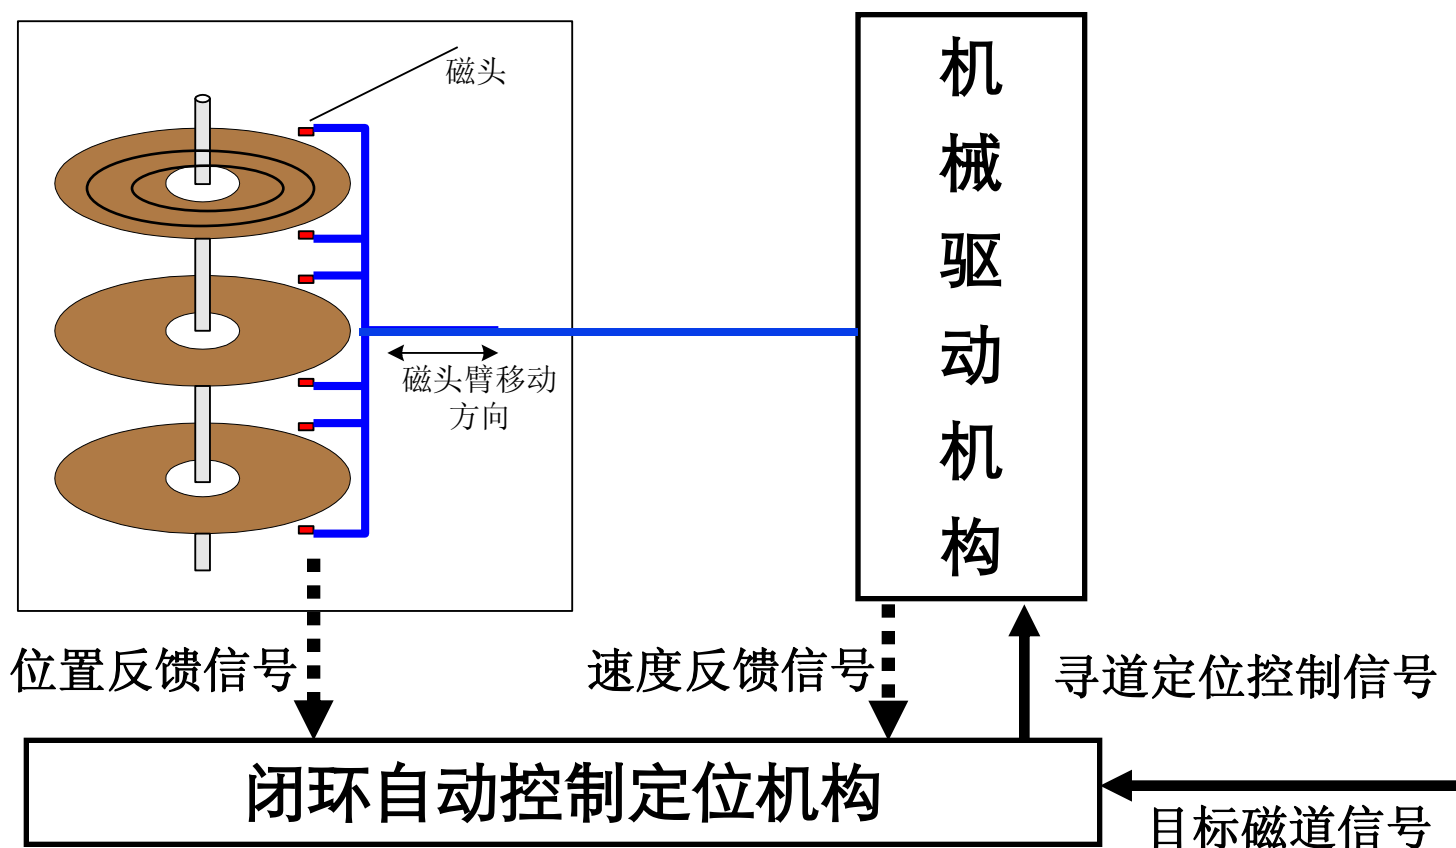 磁头
机
械
驱
动
机
构
磁头臂移动
方向
位置反馈信号
速度反馈信号
寻道定位控制信号
闭环自动控制定位机构
目标磁道信号